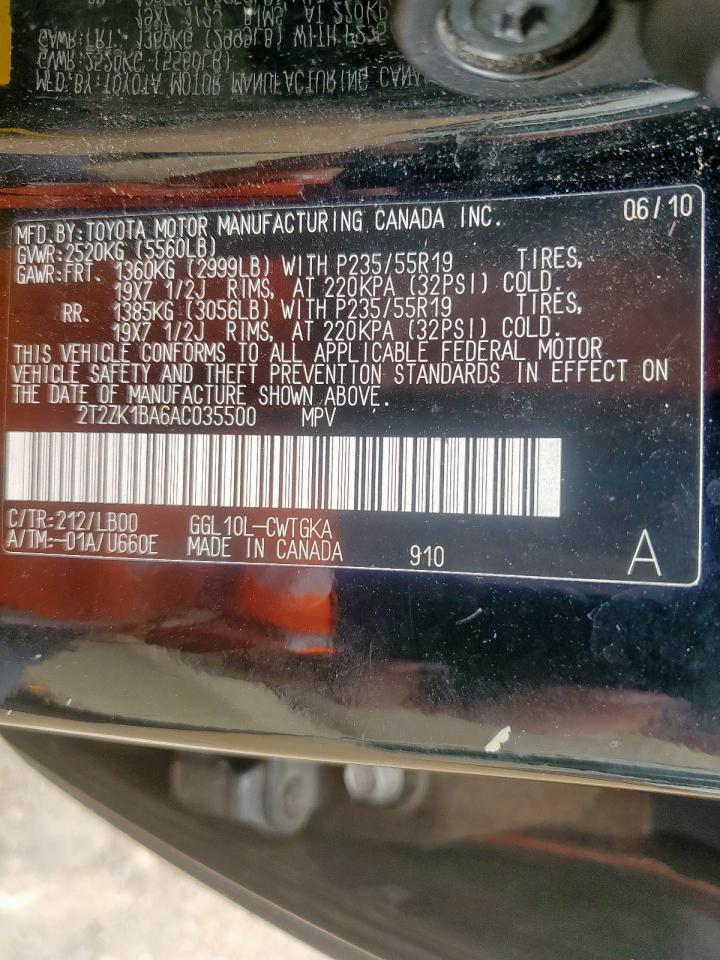 MFD. BY: TOYOTA MOTOR MANUFACTURING CANADA INC. 06/10
GVWR: 2520KG (5560LB)
GAWR: FRT. 1360KG (2999LB) WITH P235/55R19 TIRES,
19X7 1/2J RIMS, AT 220KPA (32PSI) COLD.
RR. 1385KG (3056LB) WITH P235/55R19 TIRES,
19X7 1/2J RIMS, AT 220KPA (32PSI) COLD.
THIS VEHICLE CONFORMS TO ALL APPLICABLE FEDERAL MOTOR
VEHICLE SAFETY AND THEFT PREVENTION STANDARDS IN EFFECT ON
THE DATE OF MANUFACTURE SHOWN ABOVE.
2T2ZK1BA6AC035500 MPV
C/TR: 212/LB00 GGL10L-CWTGKA
A/TM: -01A/U660E MADE IN CANADA 910 A